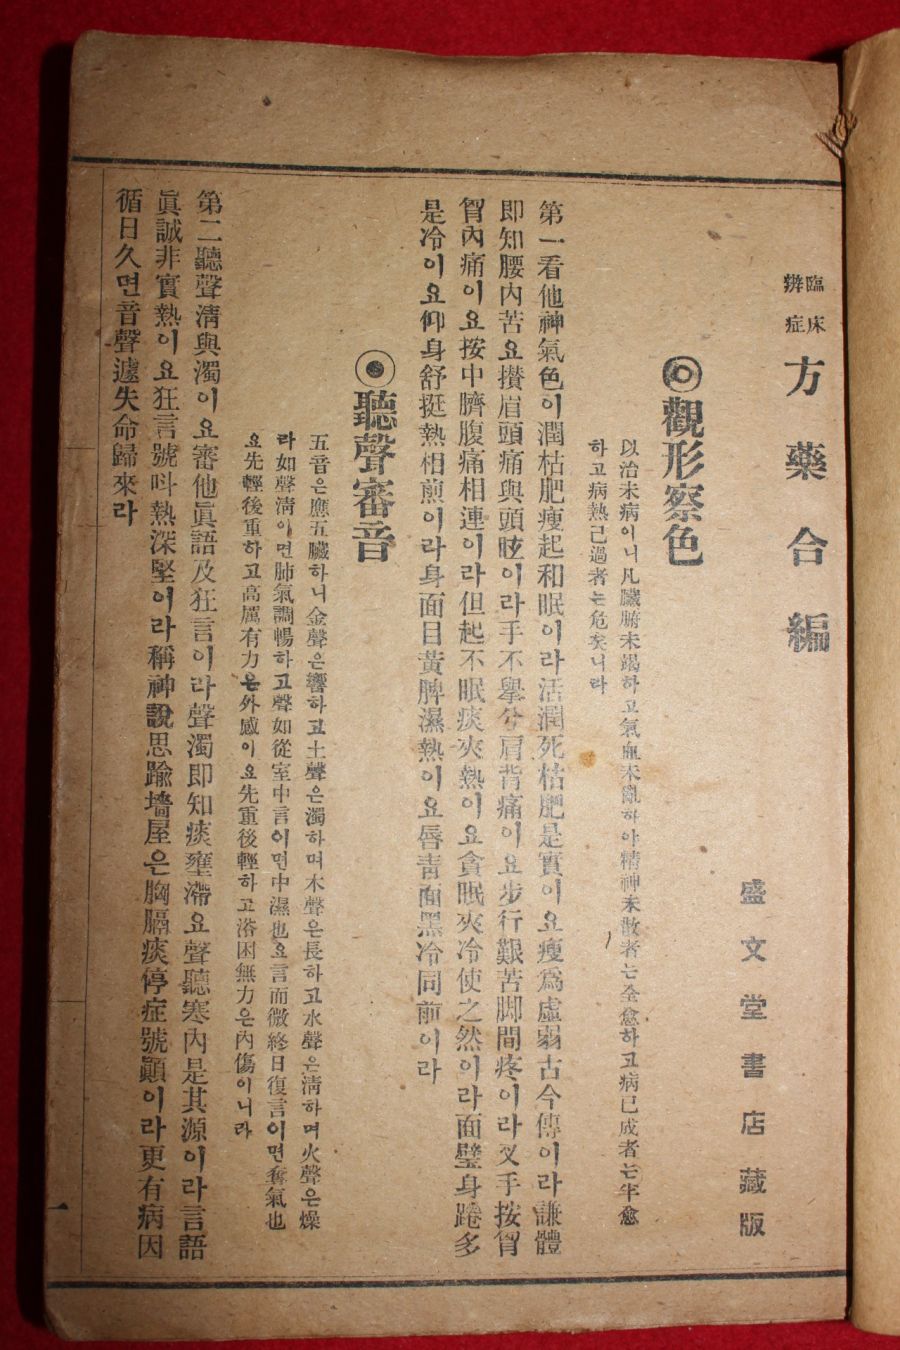 臨床
辨症
方藥合編
盛文堂書店藏版
◎觀形察色
以治未病이니凡臟腑未竭하고氣血未亂하야精神未散者는全愈하고病已成者는半愈
하고病熱已過者는危矣니라
第一看他神氣色이潤枯肥瘦起和眠이라活潤死枯肥是實이요瘦爲虛弱古今傳이라謙體
即知腰內苦요攅眉頭痛與頭眩이라手不擧兮肩背痛이요步行艱苦脚間疼이라叉手按胷
胷內痛이요按中臍腹痛相連이라但起不眠痰夾熱이요貪眠夾冷使之然이라面壁身踡多
是冷이요仰身舒挺熱相煎이라身面目黃脾濕熱이요唇靑面黑冷同前이라
◉聽聲審音
五音은應五臟하니金聲은響하고土聲은濁하며木聲은長하고水聲은淸하며火聲은燥
라如聲淸이면肺氣調暢하고聲如從室中言이면中濕也요言而微終日復言이면奪氣也
요先輕後重하고高厲有力은外感이요先重後輕하고沿困無力은內傷이니라
第二聽聲淸與濁이요審他眞語及狂言이라聲濁即知痰壅滯요聲聽寒內是其源이라言語
眞誠非實熱이요狂言號呌熱深堅이라稱神說思踰墻屋은胸膈痰停症號顚이라更有病因
循日久면音聲遽失命歸來라
一